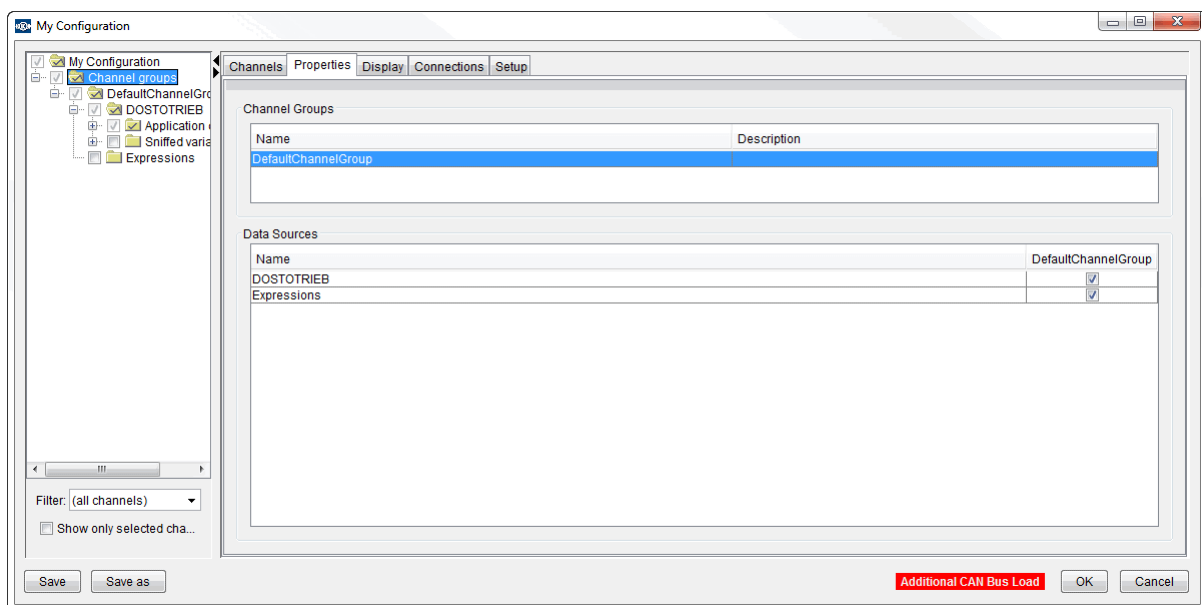 My Configuration
My Configuration
Channel groups
DefaultChannelGro
DOSTOTRIEB
Application
Sniffed varia
Expressions
Filter: (all channels)
Show only selected cha...
Channels Properties Display Connections Setup
Channel Groups
Name Description
DefaultChannelGroup
Data Sources
Name DefaultChannelGroup
DOSTOTRIEB
Expressions
Save Save as Additional CAN Bus Load OK Cancel